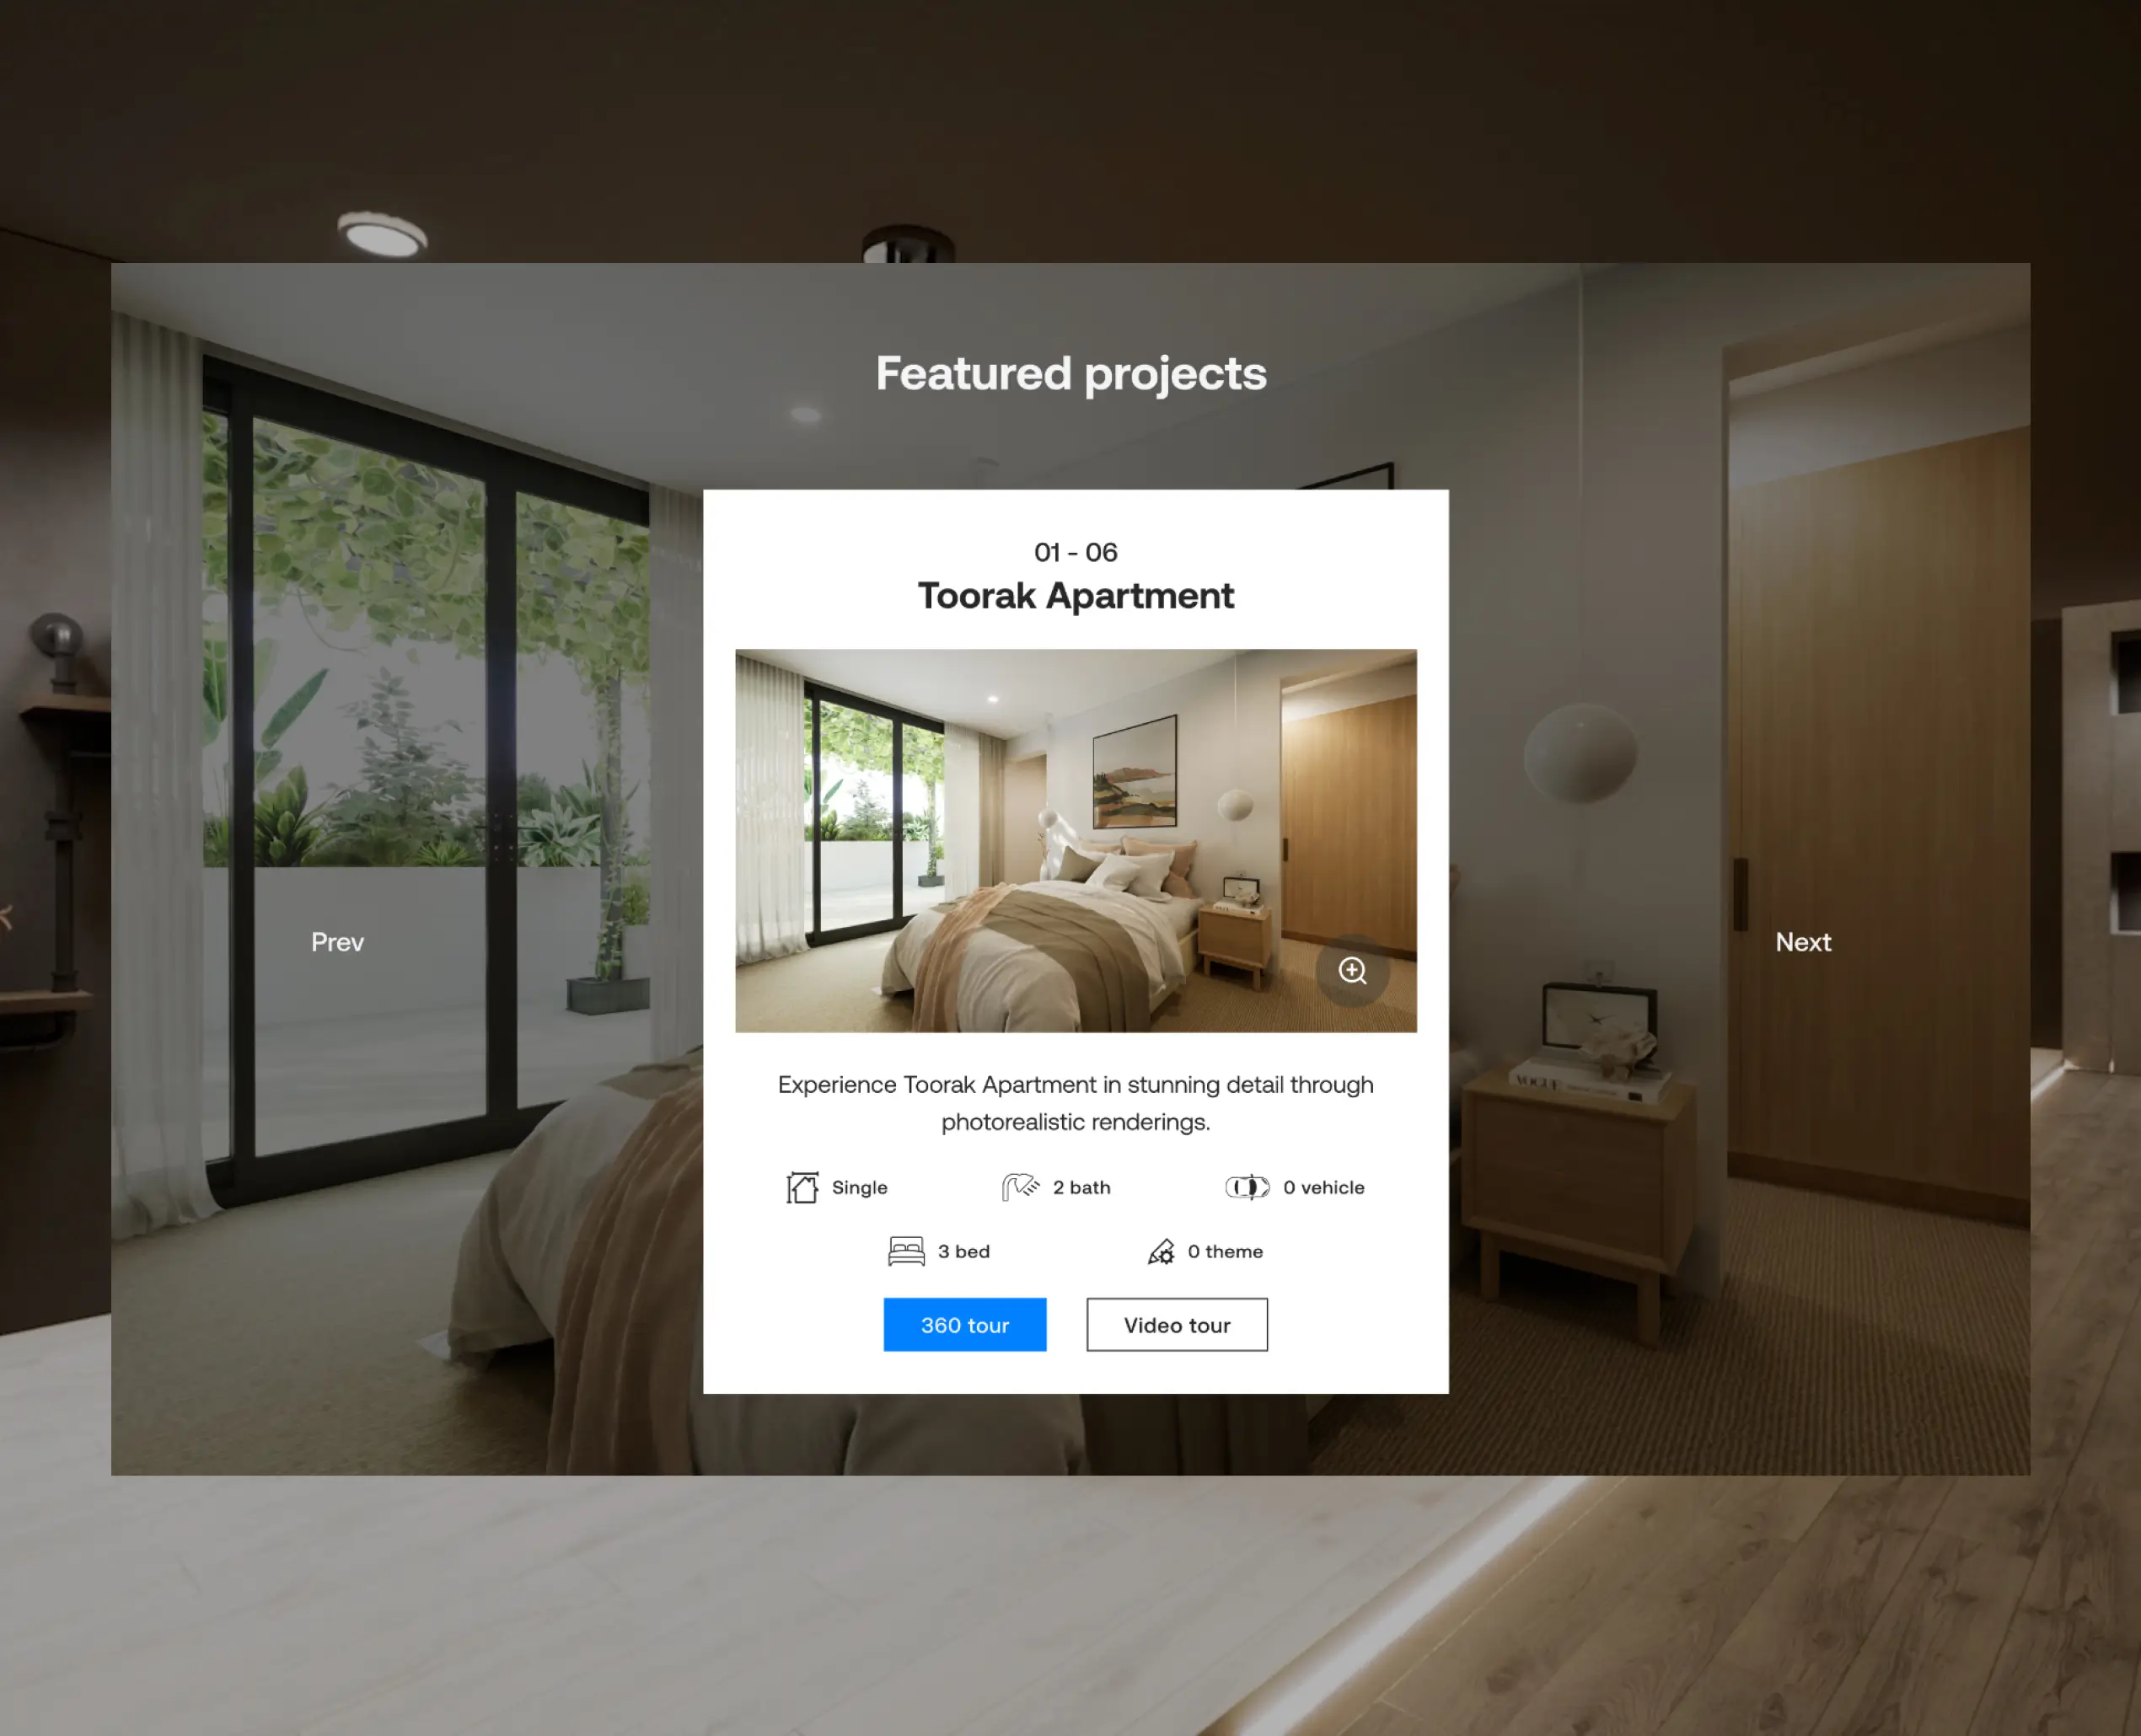 Featured projects
01 - 06
Toorak Apartment
Prev
Next
VOGUE
Experience Toorak Apartment in stunning detail through
photorealistic renderings.
Single
2 bath
0 vehicle
3 bed
0 theme
360 tour
Video tour